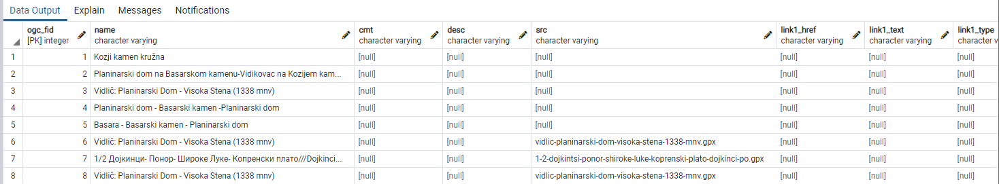 Data Output Explain Messages Notifications
ogc_fid name cmt desc src link1_href link1_text link1_type
[PK] integer character varying character varying character varying character varying character varying character varying character varying
1 1 Kozji kamen kružna [null] [null] [null] [null] [null] [null]
2 2 Planinarski dom na Basarskom kamenu-Vidikovac na Kozijem kam... [null] [null] [null] [null] [null] [null]
3 3 Vidlič: Planinarski Dom - Visoka Stena (1338 mnv) [null] [null] [null] [null] [null] [null]
4 4 Planinarski dom - Basarski kamen -Planinarski dom [null] [null] [null] [null] [null] [null]
5 5 Basara - Basarski kamen - Planinarski dom [null] [null] [null] [null] [null] [null]
6 6 Vidlič: Planinarski Dom - Visoka Stena (1338 mnv) [null] [null] vidlic-planinarski-dom-visoka-stena-1338-mnv.gpx [null] [null] [null]
7 7 1/2 Дојкинци- Понор- Широке Луке- Копренски плато///Dojkinci... [null] [null] 1-2-dojkintsi-ponor-shiroke-luke-koprenski-plato-dojkinci-po.gpx [null] [null] [null]
8 8 Vidlič: Planinarski Dom - Visoka Stena (1338 mnv) [null] [null] vidlic-planinarski-dom-visoka-stena-1338-mnv.gpx [null] [null] [null]